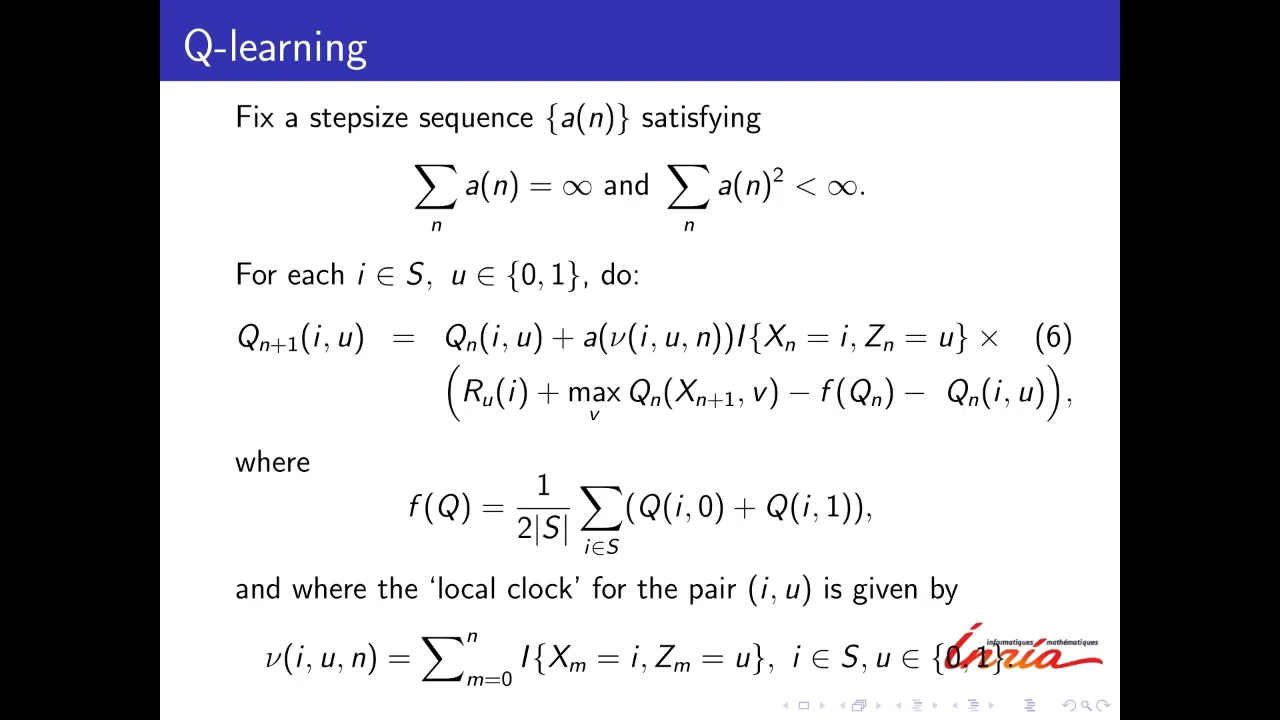 Q-learning
Fix a stepsize sequence {a(n)} satisfying
∑_n a(n) = ∞ and ∑_n a(n)² < ∞.
For each i ∈ S, u ∈ {0, 1}, do:
Q_{n+1}(i, u) = Q_n(i, u) + a(ν(i, u, n))I{X_n = i, Z_n = u} × (6)
(R_u(i) + max_v Q_n(X_{n+1}, v) − f(Q_n) − Q_n(i, u)),
where
f(Q) = 1/(2|S|) ∑_{i∈S} (Q(i, 0) + Q(i, 1)),
and where the ‘local clock’ for the pair (i, u) is given by
informatiques mathématiques
ν(i, u, n) = ∑_{m=0}^{n} I{X_m = i, Z_m = u}, i ∈ S, u ∈ {0, 1}.
inria